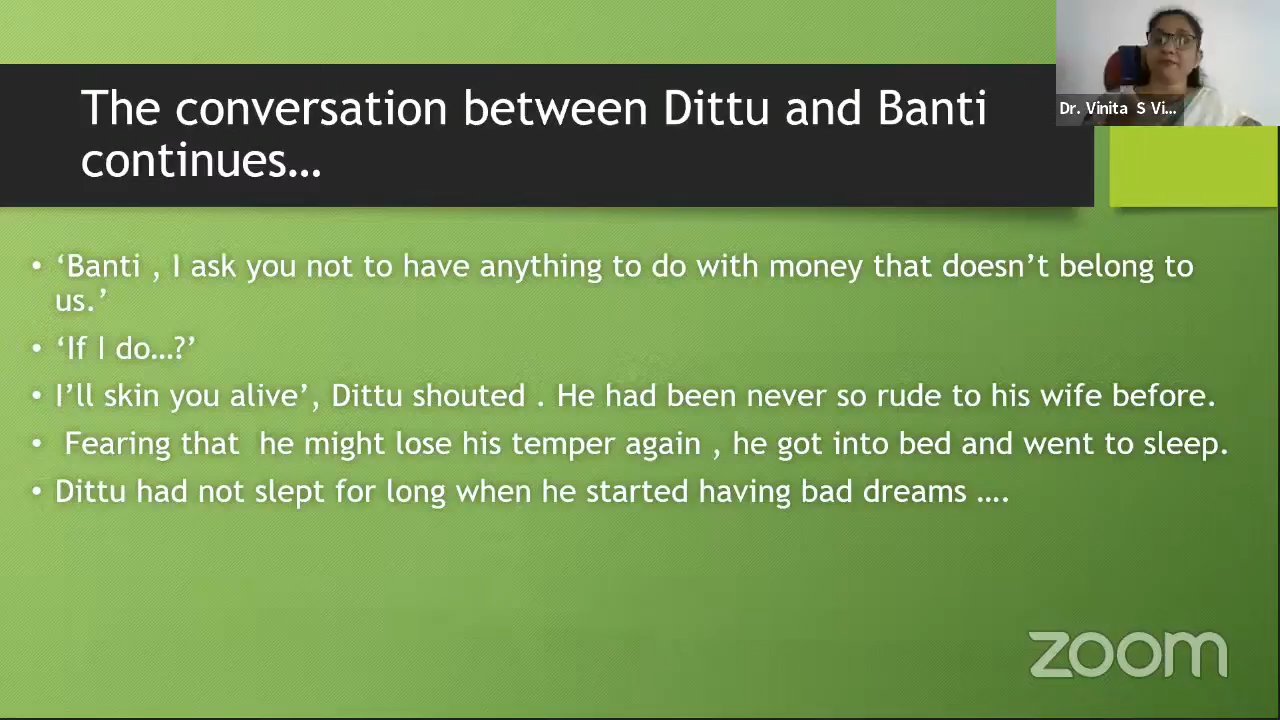 The conversation between Dittu and Banti
continues…
Dr. Vinita S Vi...
• ‘Banti , I ask you not to have anything to do with money that doesn’t belong to
us.’
• ‘If I do…?’
• I’ll skin you alive’, Dittu shouted . He had been never so rude to his wife before.
• Fearing that he might lose his temper again , he got into bed and went to sleep.
• Dittu had not slept for long when he started having bad dreams ….
zoom